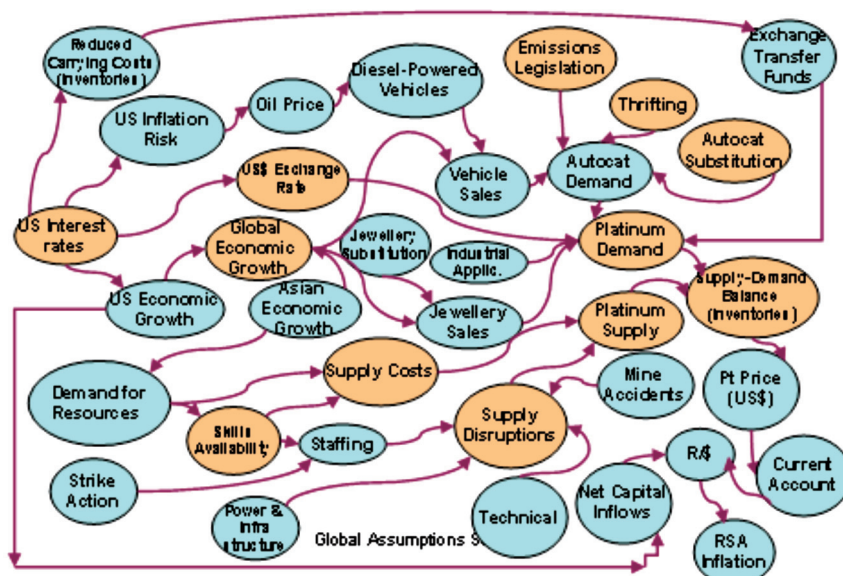 Reduced
Carrying Costs
(Inventories)
Exchange
Transfer
Funds
Emissions
Legislation
Diesel-Powered
Vehicles
Oil Price
US Inflation
Risk
Thrifting
Autocat
Substitution
Autocat
Demand
Vehicle
Sales
US$ Exchange
Rate
US Interest
rates
Global
Economic
Growth
Jewellery
Substitution
Industrial
Applic.
Platinum
Demand
Supply-Demand
Balance
(Inventories)
US Economic
Growth
Asian
Economic
Growth
Jewellery
Sales
Platinum
Supply
Demand for
Resources
Supply Costs
Mine
Accidents
Pt Price
(US$)
Skills
Availability
Staffing
Supply
Disruptions
Strike
Action
Power &
Infra
structure
Technical
Net Capital
Inflows
R/$
Current
Account
RSA
Inflation
Global Assumptions